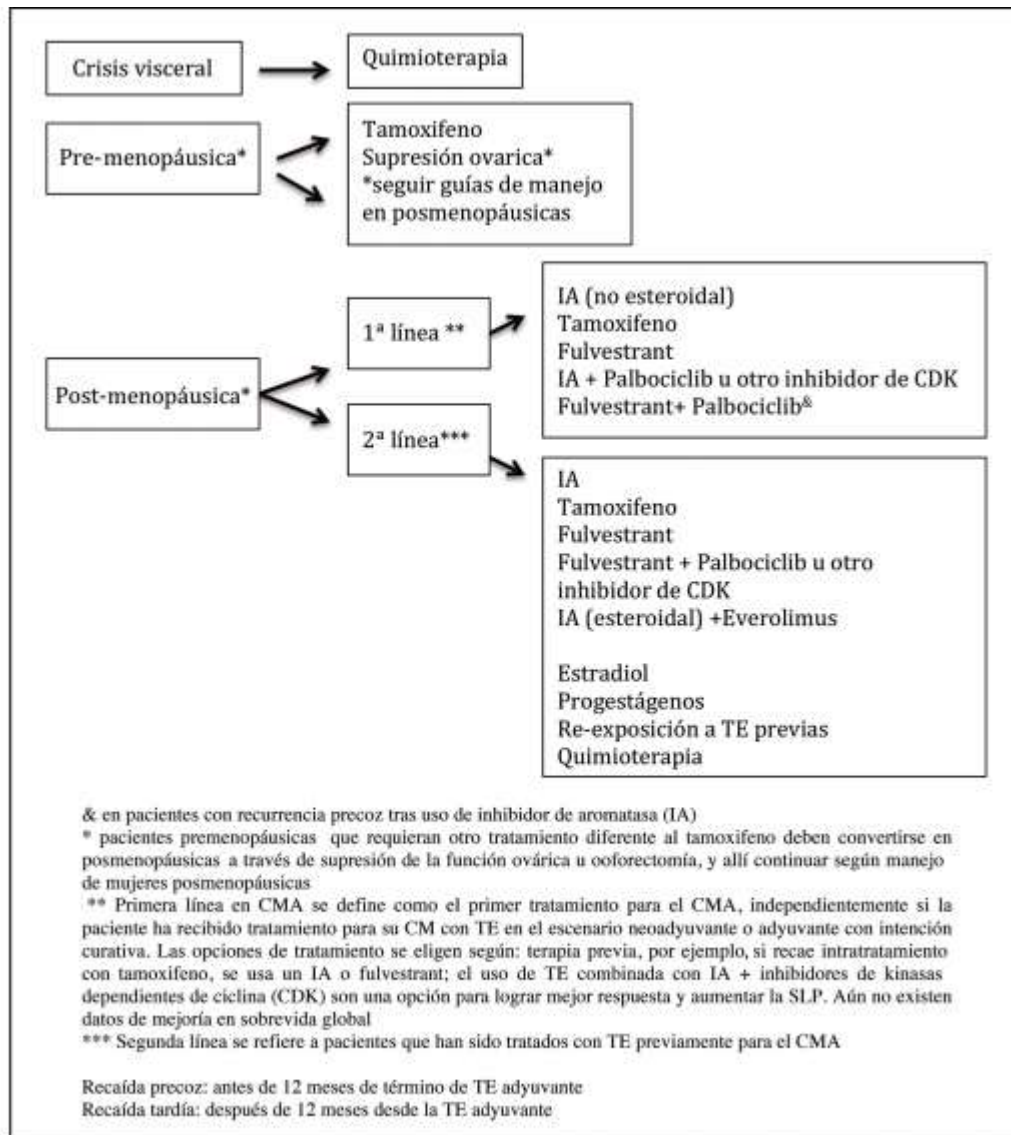 Crisis visceral
Quimioterapia
Pre-menopáusica*
Tamoxifeno
Supresión ovarica*
*seguir guías de manejo
en posmenopáusicas
Post-menopáusica*
1ª línea **
IA (no esteroidal)
Tamoxifeno
Fulvestrant
IA + Palbociclib u otro inhibidor de CDK
Fulvestrant+ Palbociclib&
2ª línea***
IA
Tamoxifeno
Fulvestrant
Fulvestrant + Palbociclib u otro
inhibidor de CDK
IA (esteroidal) +Everolimus
Estradiol
Progestágenos
Re-exposición a TE previas
Quimioterapia
& en pacientes con recurrencia precoz tras uso de inhibidor de aromatasa (IA)
* pacientes premenopáusicas que requieran otro tratamiento diferente al tamoxifeno deben convertirse en
posmenopáusicas a través de supresión de la función ovárica u ooforectomía, y allí continuar según manejo
de mujeres posmenopáusicas
** Primera línea en CMA se define como el primer tratamiento para el CMA, independientemente si la
paciente ha recibido tratamiento para su CM con TE en el escenario neoadyuvante o adyuvante con intención
curativa. Las opciones de tratamiento se eligen según: terapia previa, por ejemplo, si recae intratratamiento
con tamoxifeno, se usa un IA o fulvestrant; el uso de TE combinada con IA + inhibidores de kinasas
dependientes de ciclina (CDK) son una opción para lograr mejor respuesta y aumentar la SLP. Aún no existen
datos de mejoría en sobrevida global
*** Segunda línea se refiere a pacientes que han sido tratados con TE previamente para el CMA
Recaída precoz: antes de 12 meses de término de TE adyuvante
Recaída tardía: después de 12 meses desde la TE adyuvante